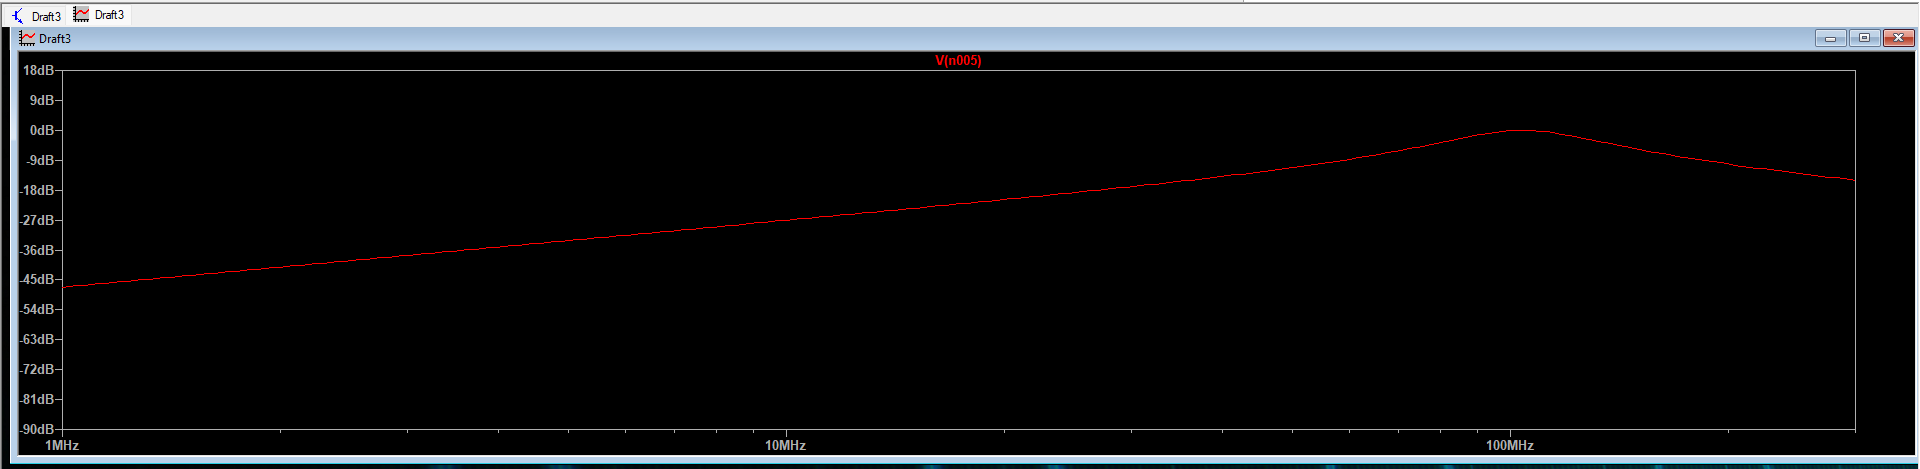 Draft3 Draft3
Draft3
V(n005)
18dB
9dB
0dB
-9dB
-18dB
-27dB
-36dB
-45dB
-54dB
-63dB
-72dB
-81dB
-90dB
1MHz 10MHz 100MHz